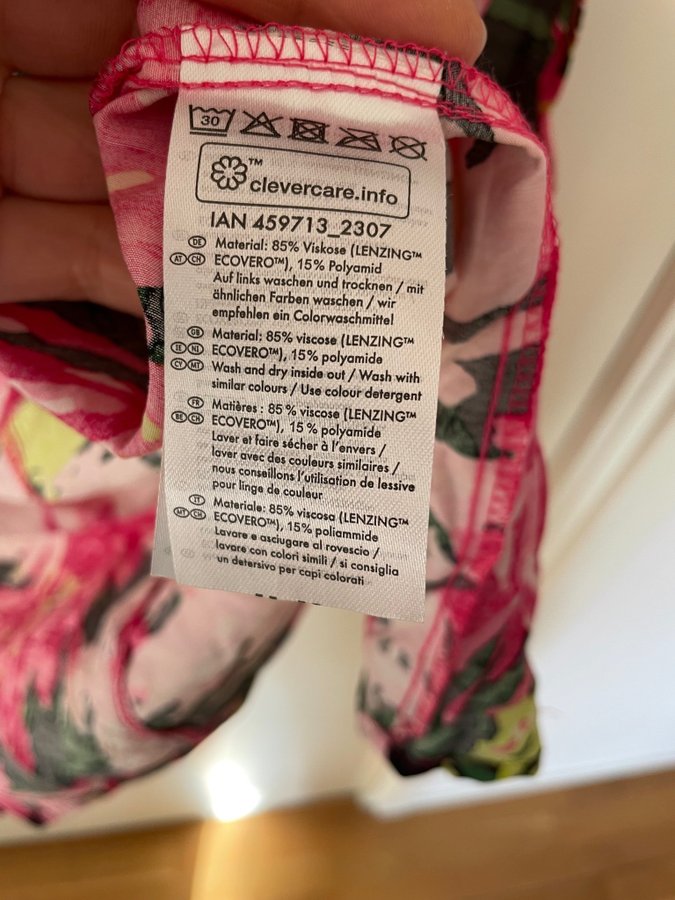 30
™
clevercare.info
IAN 459713_2307
DE Material: 85% Viskose (LENZING™
AT CH ECOVERO™), 15% Polyamid
Auf links waschen und trocknen / mit
ähnlichen Farben waschen / wir
empfehlen ein Colorwaschmittel
GB Material: 85% viscose (LENZING™
IE NI ECOVERO™), 15% polyamide
CY MT Wash and dry inside out / Wash with
similar colours / Use colour detergent
FR Matières : 85 % viscose (LENZING™
BE CH ECOVERO™), 15 % polyamide
Laver et faire sécher à l'envers /
laver avec des couleurs similaires /
nous conseillons l'utilisation de lessive
pour linge de couleur
IT Materiale: 85% viscosa (LENZING™
MT CH ECOVERO™), 15% poliammide
Lavare e asciugare al rovescio /
lavare con colori simili / si consiglia
un detersivo per capi colorati